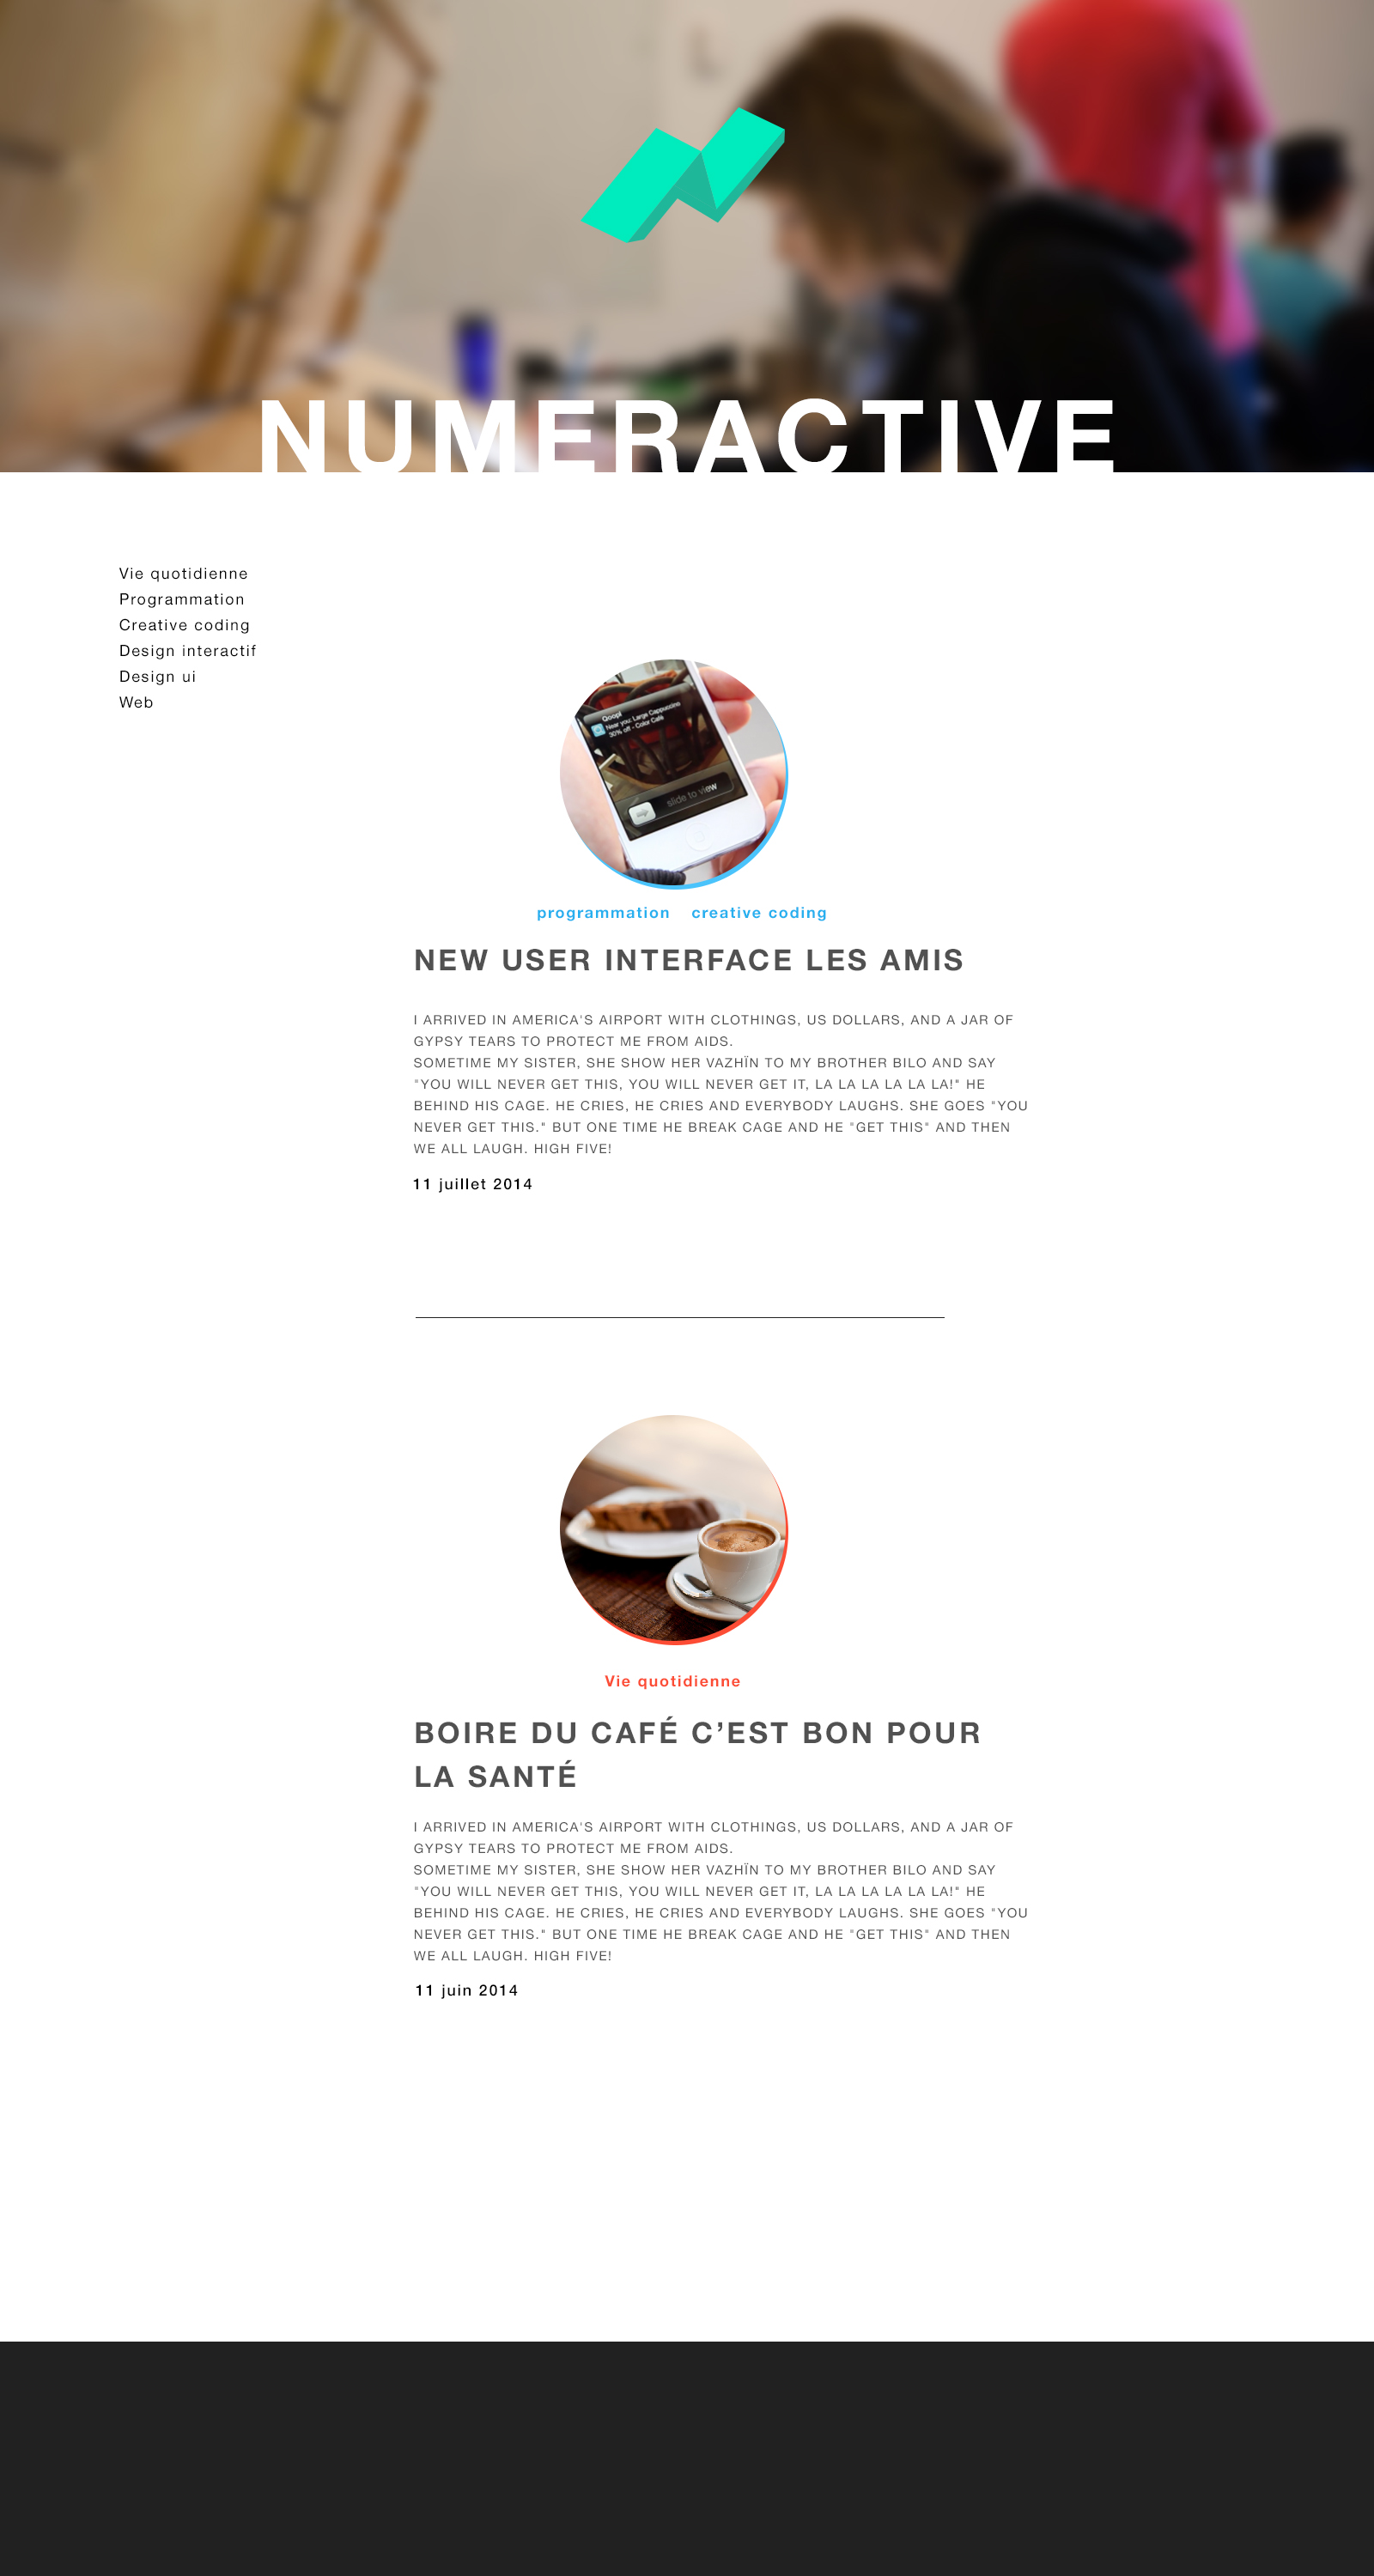 NUMERACTIVE
Vie quotidienne
Programmation
Creative coding
Design interactif
Design ui
Web
Qoopl
Near you: Large Cappuccino
30% off - Color Café
slide to view
programmation creative coding
NEW USER INTERFACE LES AMIS
I ARRIVED IN AMERICA'S AIRPORT WITH CLOTHINGS, US DOLLARS, AND A JAR OF
GYPSY TEARS TO PROTECT ME FROM AIDS.
SOMETIME MY SISTER, SHE SHOW HER VAZHÏN TO MY BROTHER BILO AND SAY
"YOU WILL NEVER GET THIS, YOU WILL NEVER GET IT, LA LA LA LA LA LA!" HE
BEHIND HIS CAGE. HE CRIES, HE CRIES AND EVERYBODY LAUGHS. SHE GOES "YOU
NEVER GET THIS." BUT ONE TIME HE BREAK CAGE AND HE "GET THIS" AND THEN
WE ALL LAUGH. HIGH FIVE!
11 juillet 2014
Vie quotidienne
BOIRE DU CAFÉ C’EST BON POUR
LA SANTÉ
I ARRIVED IN AMERICA'S AIRPORT WITH CLOTHINGS, US DOLLARS, AND A JAR OF
GYPSY TEARS TO PROTECT ME FROM AIDS.
SOMETIME MY SISTER, SHE SHOW HER VAZHÏN TO MY BROTHER BILO AND SAY
"YOU WILL NEVER GET THIS, YOU WILL NEVER GET IT, LA LA LA LA LA LA!" HE
BEHIND HIS CAGE. HE CRIES, HE CRIES AND EVERYBODY LAUGHS. SHE GOES "YOU
NEVER GET THIS." BUT ONE TIME HE BREAK CAGE AND HE "GET THIS" AND THEN
WE ALL LAUGH. HIGH FIVE!
11 juin 2014